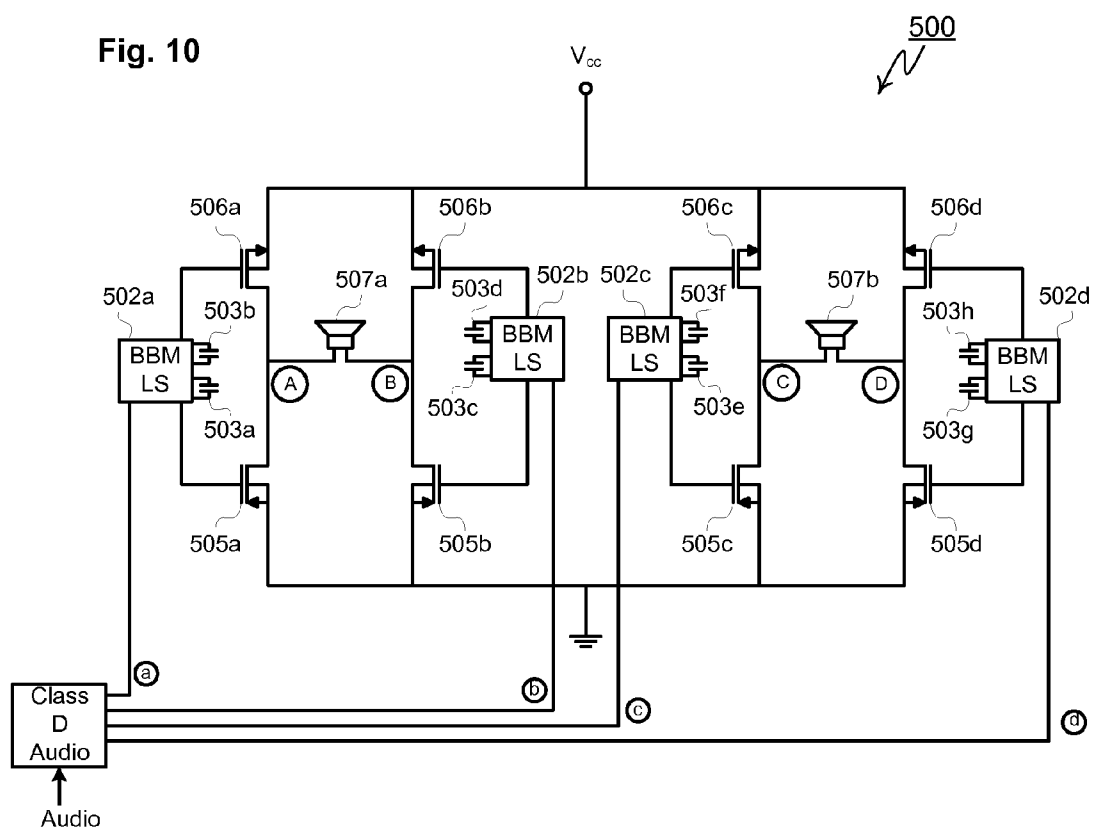 Fig. 10
500
Vcc
506a
506b
506c
506d
502a
503b
507a
503d
502b
502c
503f
507b
503h
502d
BBM
LS
BBM
LS
BBM
LS
BBM
LS
A
B
C
D
503a
503c
503e
503g
505a
505b
505c
505d
a
b
c
d
Class
D
Audio
Audio